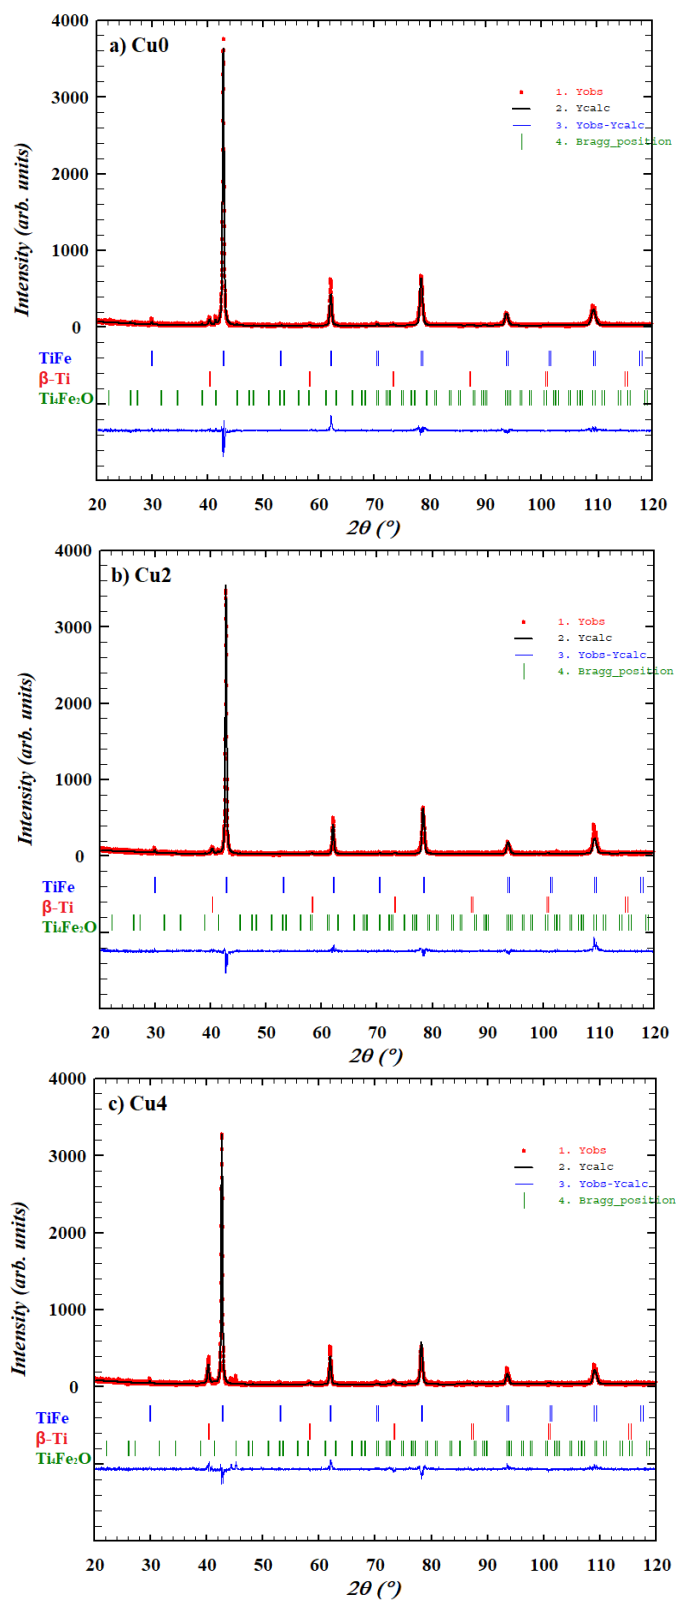 4000
a) Cu0
1. Yobs
3000
2. Ycalc
3. Yobs-Ycalc
4. Bragg_position
2000
Intensity (arb. units)
1000
0
TiFe
β-Ti
Ti₄Fe₂O
20 30 40 50 60 70 80 90 100 110 120
2θ (°)
4000
b) Cu2
1. Yobs
2. Ycalc
3000
3. Yobs-Ycalc
4. Bragg_position
2000
Intensity (arb. units)
1000
0
TiFe
β-Ti
Ti₄Fe₂O
20 30 40 50 60 70 80 90 100 110 120
2θ (°)
4000
c) Cu4
1. Yobs
3000
2. Ycalc
3. Yobs-Ycalc
4. Bragg_position
2000
Intensity (arb. units)
1000
0
TiFe
β-Ti
Ti₄Fe₂O
20 30 40 50 60 70 80 90 100 110 120
2θ (°)